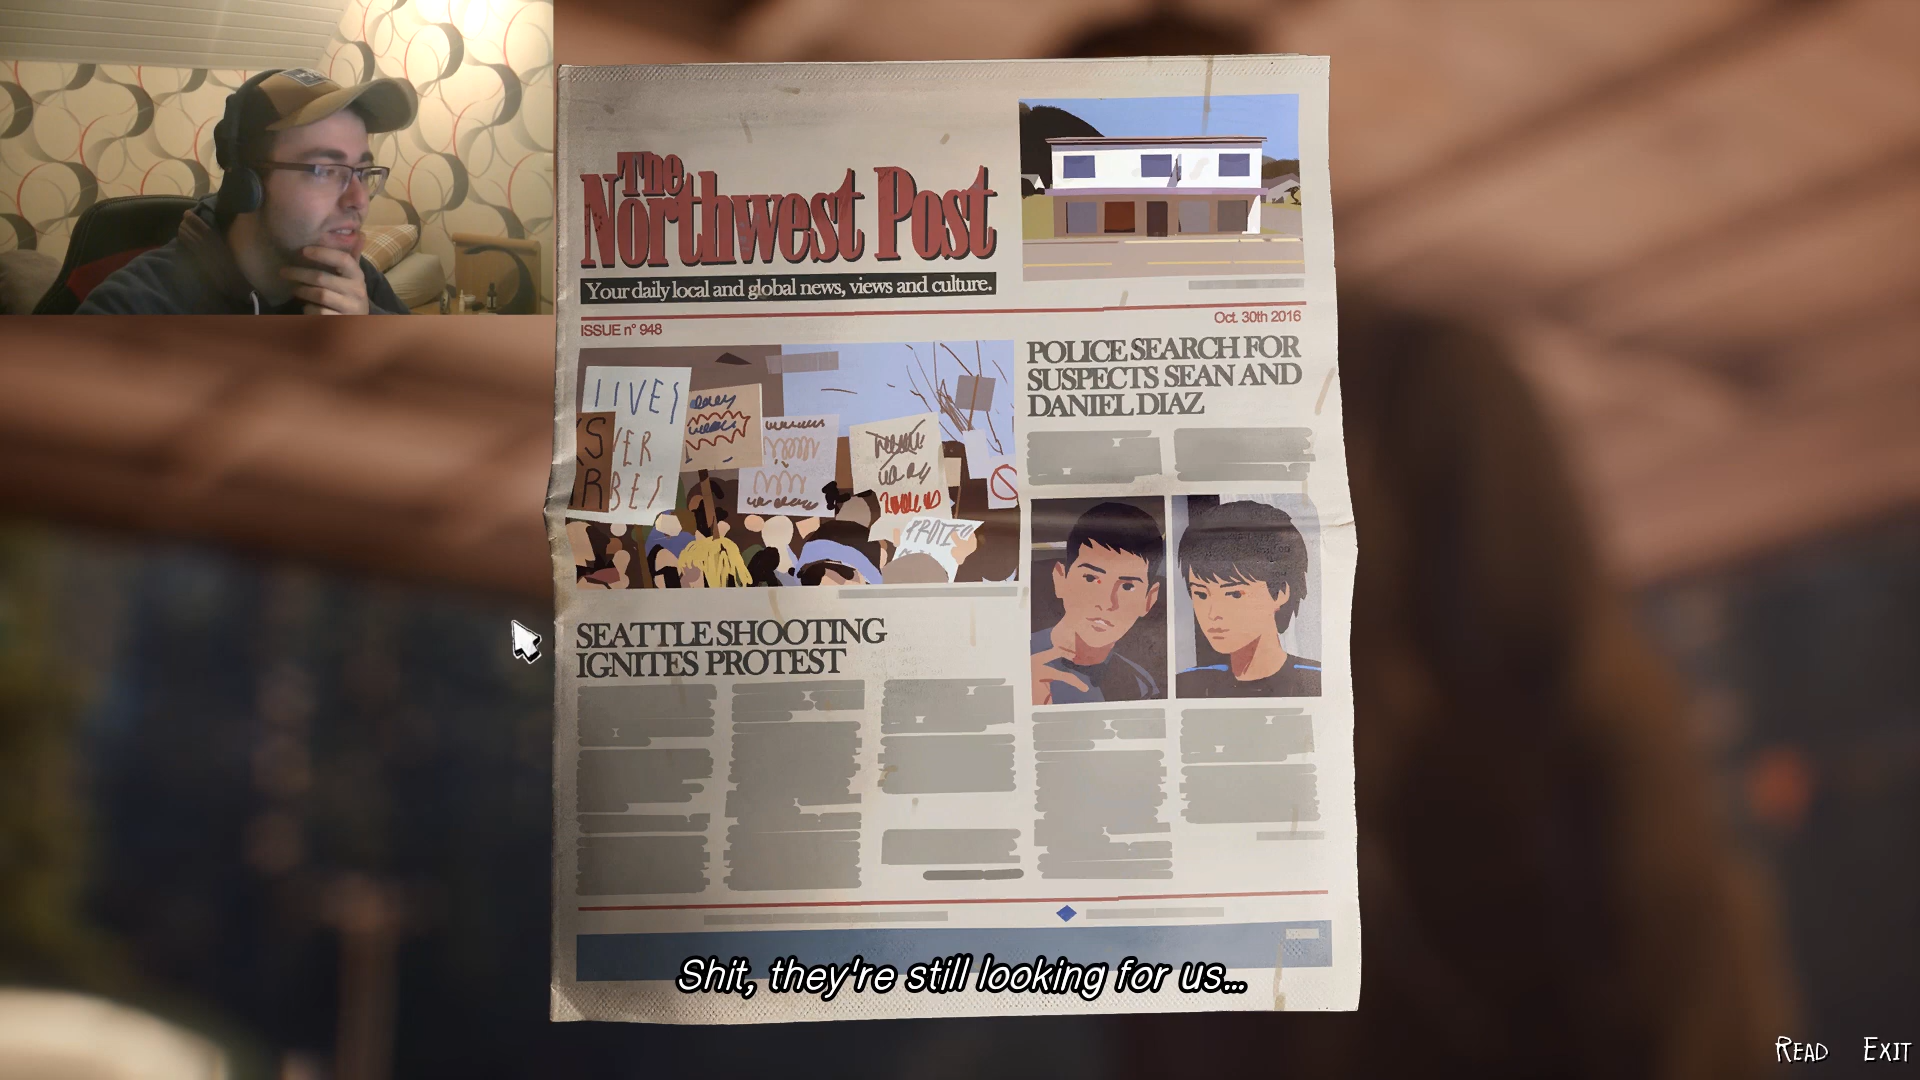 The
Northwest Post
Your daily local and global news, views and culture.
ISSUE n° 948
Oct. 30th 2016
LIVES
POLICE SEARCH FOR
SUSPECTS SEAN AND
DANIEL DIAZ
SEATTLE SHOOTING
IGNITES PROTEST
Shit, they're still looking for us...
READ EXIT